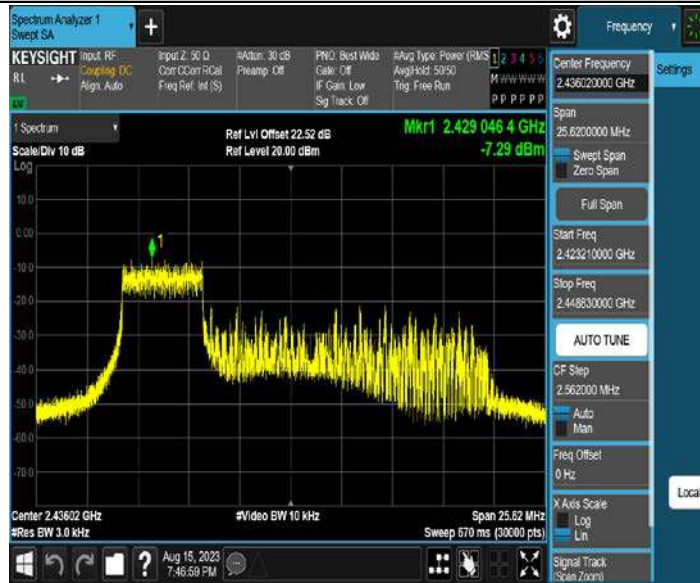 Spectrum Analyzer 1
Swept SA
+
Frequency
KEYSIGHT
RL
Input: RF
Coupling: DC
Align: Auto
Input Z: 50 Ω
Corr CCorr RCal
Freq Ref: Int (S)
#Atten: 30 dB
Preamp: Off
PNO: Best Wide
Gate: Off
IF Gain: Low
Sig Track: Off
#Avg Type: Power (RMS
Avg|Hold: 50/50
Trig: Free Run
1 2 3 4 5 6
M W W W W W
P P P P P P
1 Spectrum
Scale/Div 10 dB
Log
Ref Lvl Offset 22.52 dB
Ref Level 20.00 dBm
Mkr1 2.429 046 4 GHz
-7.29 dBm
10.0
0.00
-10.0
-20.0
-30.0
-40.0
-50.0
-60.0
-70.0
1
Center 2.43602 GHz
#Res BW 3.0 kHz
#Video BW 10 kHz
Span 25.62 MHz
Sweep 670 ms (30000 pts)
Center Frequency
2.436020000 GHz
Span
25.6200000 MHz
Swept Span
Zero Span
Full Span
Start Freq
2.423210000 GHz
Stop Freq
2.448830000 GHz
AUTO TUNE
CF Step
2.562000 MHz
Auto
Man
Freq Offset
0 Hz
X Axis Scale
Log
Lin
Signal Track
(Span Zoom)
Settings
Local
?
Aug 15, 2023
7:46:59 PM